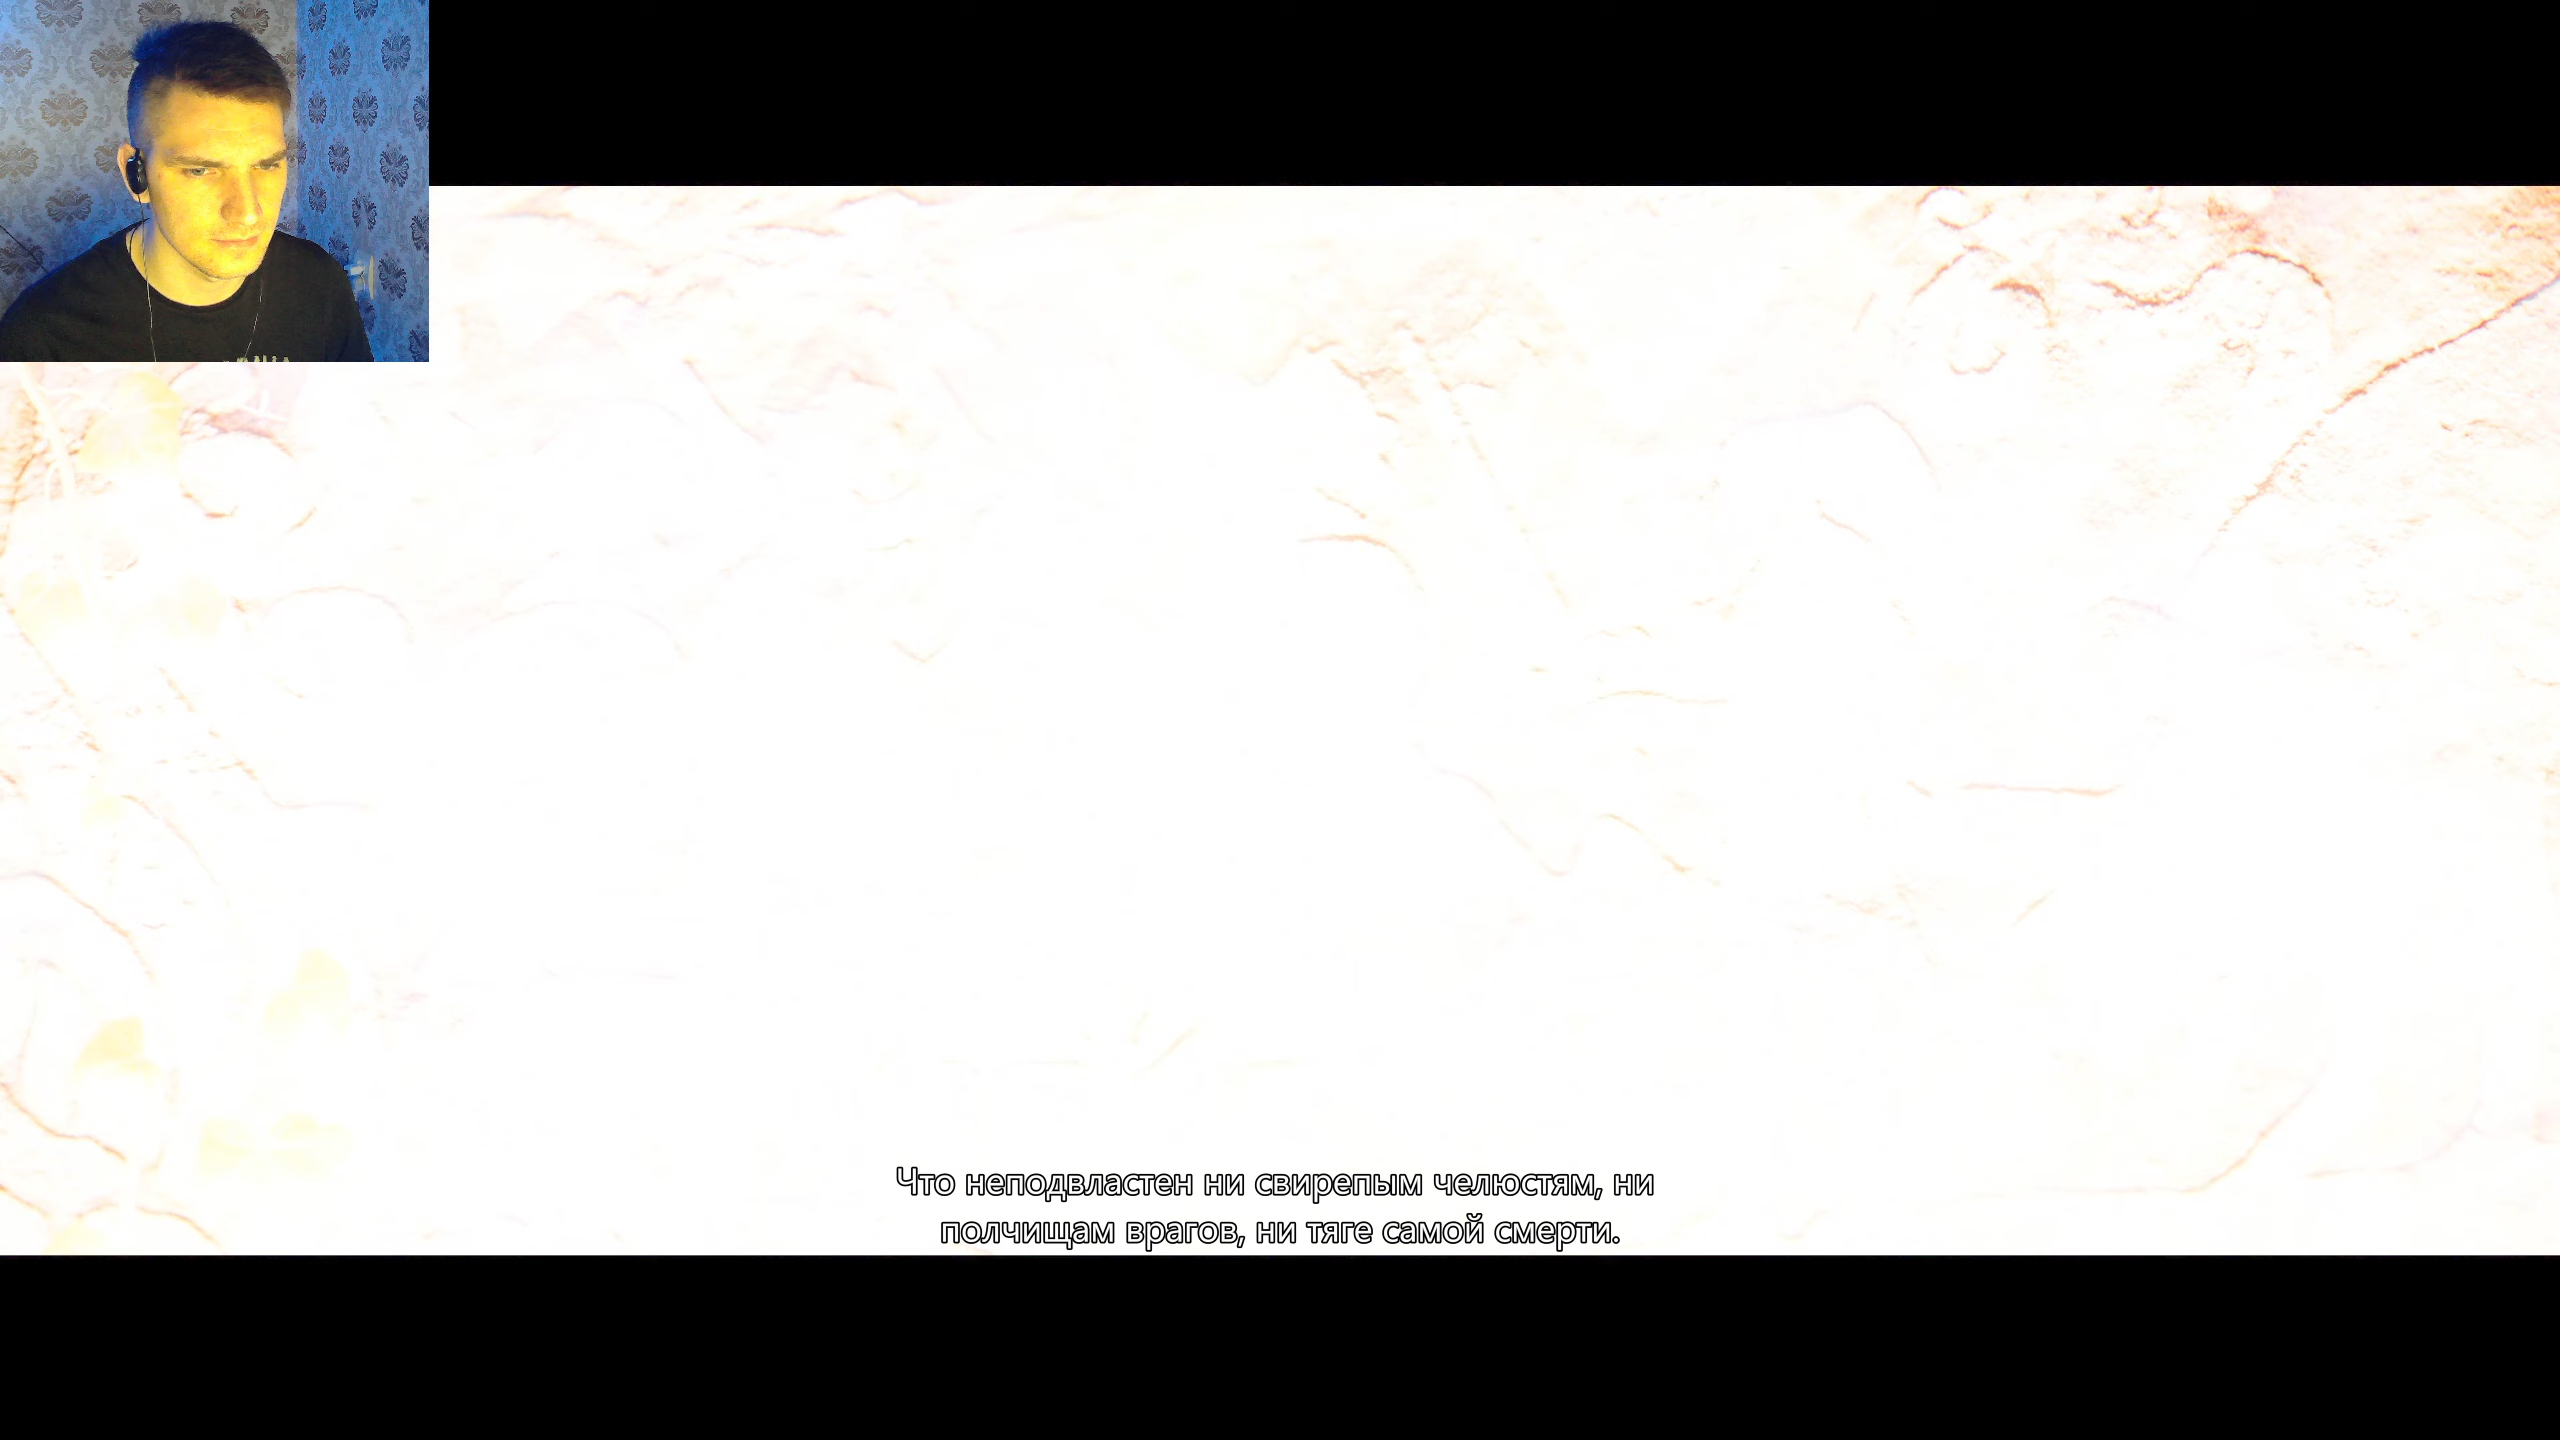 Что неподвластен ни свирепым челюстям, ни
полчищам врагов, ни тяге самой смерти.